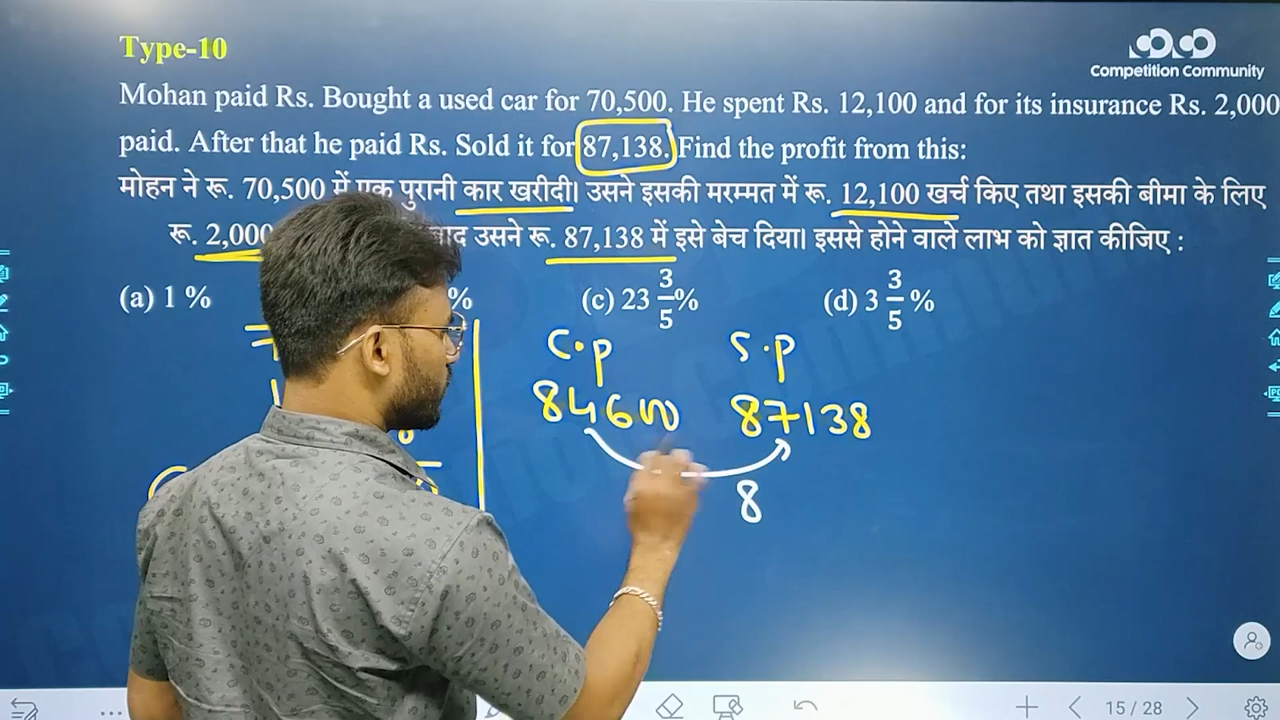 Type-10
Competition Community
Mohan paid Rs. Bought a used car for 70,500. He spent Rs. 12,100 and for its insurance Rs. 2,000
paid. After that he paid Rs. Sold it for 87,138. Find the profit from this:
मोहन ने रू. 70,500 में एक पुरानी कार खरीदी। उसने इसकी मरम्मत में रू. 12,100 खर्च किए तथा इसकी बीमा के लिए
रू. 2,000 बाद उसने रू. 87,138 में इसे बेच दिया। इससे होने वाले लाभ को ज्ञात कीजिए :
(a) 1 % % (c) 23 3/5 % (d) 3 3/5 %
C.P S.P
84600 87138
8
15 / 28